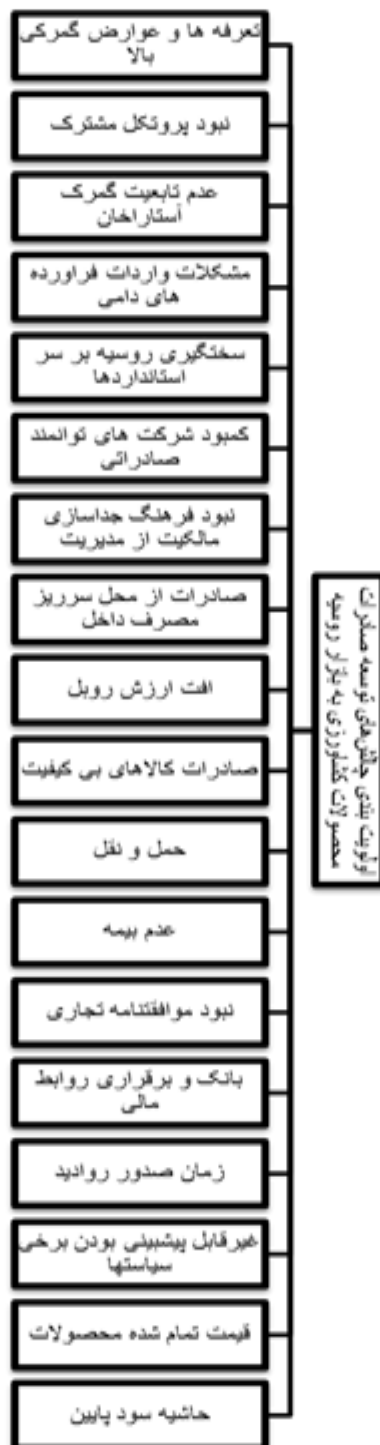 اولویت بندی چالش‌های توسعه صادرات
محصولات کشاورزی به بازار روسیه
تعرفه ها و عوارض گمرکی
بالا
نبود پروتکل مشترک
عدم تابعیت گمرک
آستاراخان
مشکلات واردات فراورده
های دامی
سختگیری روسیه بر سر
استانداردها
کمبود شرکت های توانمند
صادراتی
نبود فرهنگ جداسازی
مالکیت از مدیریت
صادرات از محل سرریز
مصرف داخل
افت ارزش روبل
صادرات کالاهای بی کیفیت
حمل و نقل
عدم بیمه
نبود موافقتنامه تجاری
بانک و برقراری روابط
مالی
زمان صدور روادید
غیرقابل پیشبینی بودن برخی
سیاستها
قیمت تمام شده محصولات
حاشیه سود پایین